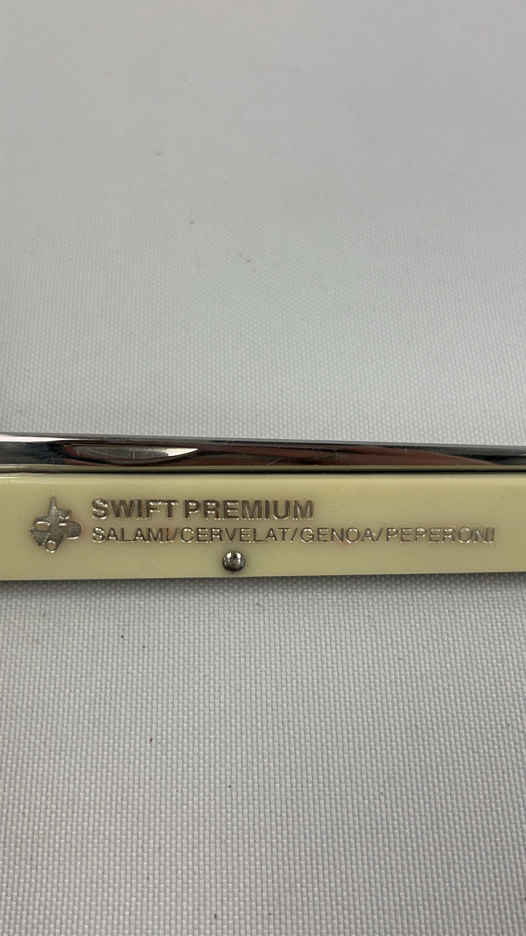 SWIFT PREMIUM
SALAMI/CERVELAT/GENOA/PEPERONI